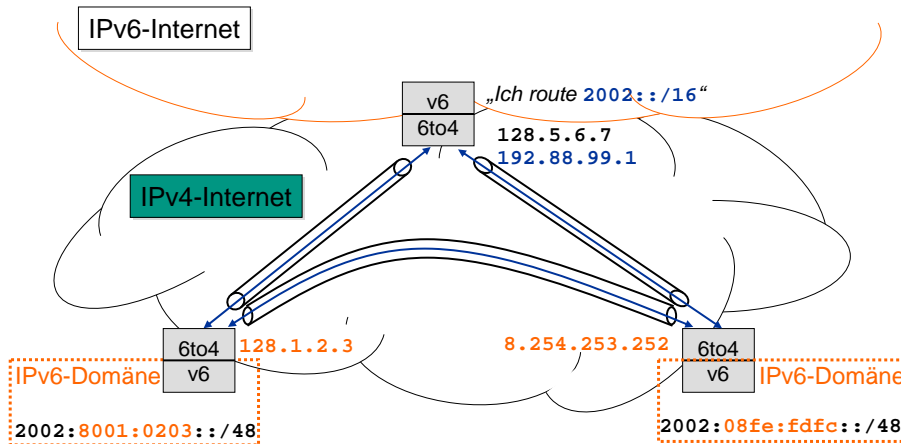 IPv6-Internet
v6
6to4
„Ich route 2002::/16“
128.5.6.7
192.88.99.1
IPv4-Internet
6to4
v6
128.1.2.3
8.254.253.252
6to4
v6
IPv6-Domäne
IPv6-Domäne
2002:8001:0203::/48
2002:08fe:fdfc::/48